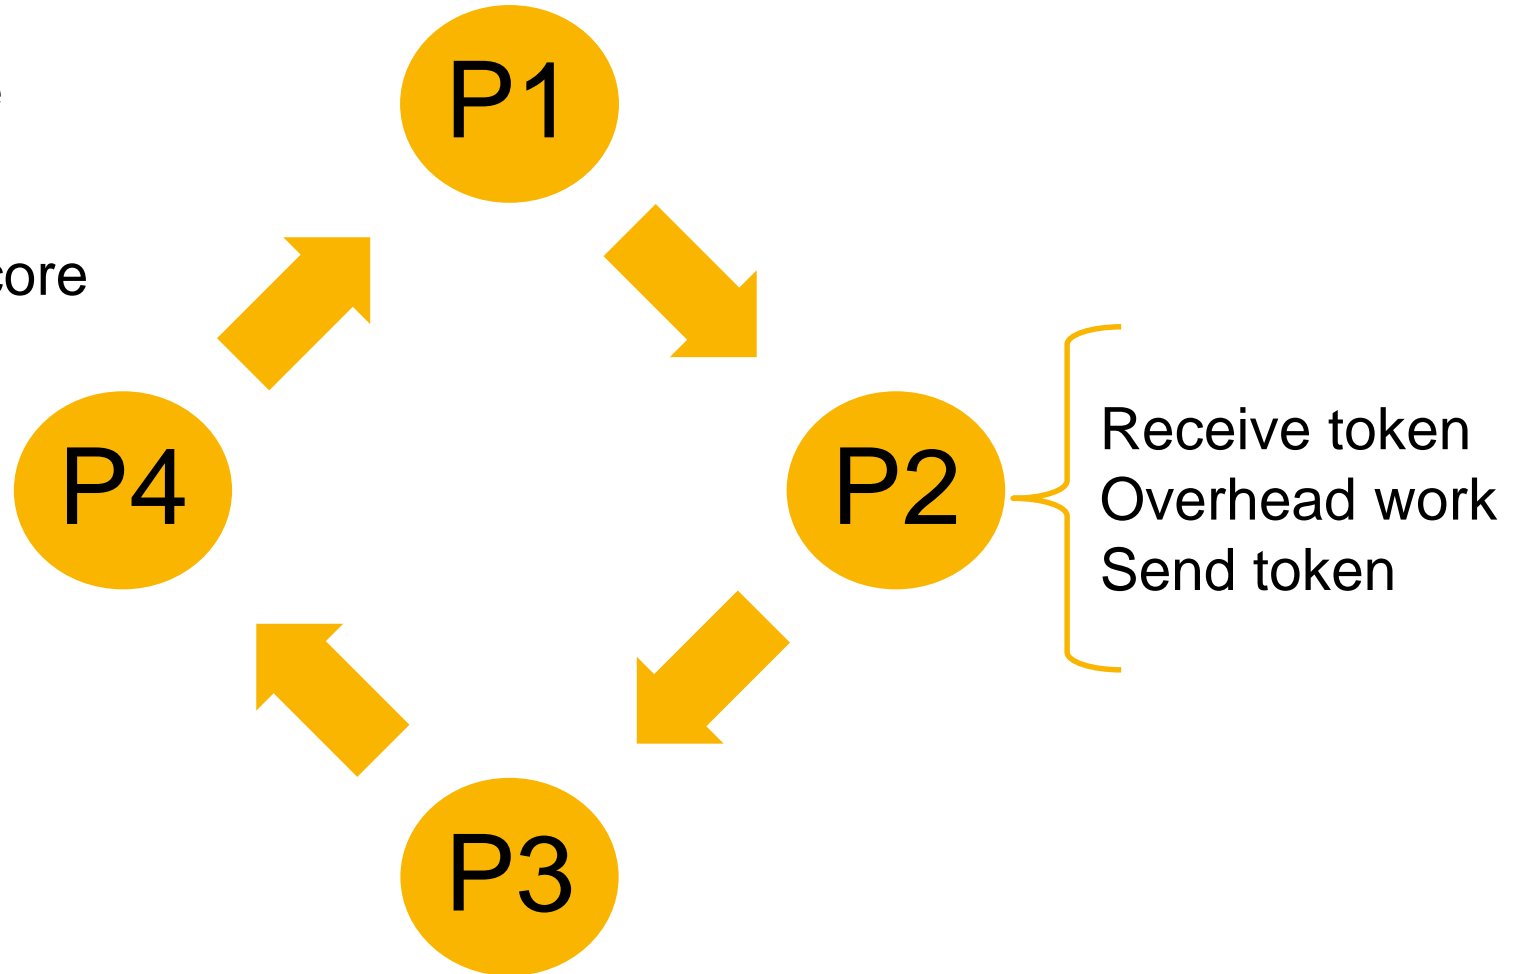 P1
core
P4
P2
Receive token
Overhead work
Send token
P3